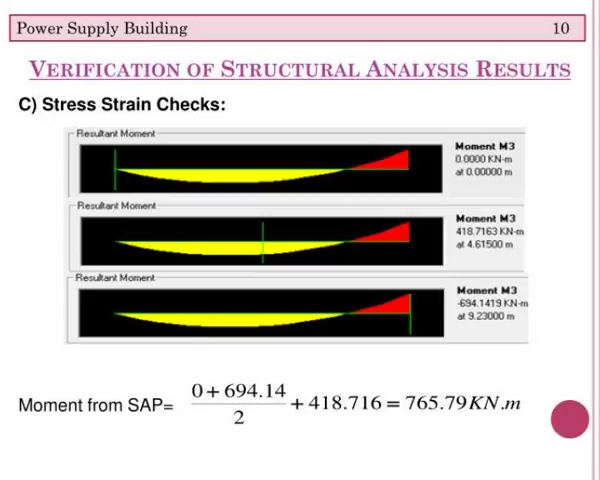 Power Supply Building 10
VERIFICATION OF STRUCTURAL ANALYSIS RESULTS
C) Stress Strain Checks:
Resultant Moment
Moment M3
0.0000 KN-m
at 0.00000 m
Resultant Moment
Moment M3
418.7163 KN-m
at 4.61500 m
Resultant Moment
Moment M3
-694.1419 KN-m
at 9.23000 m
Moment from SAP= (0+694.14)/2 + 418.716 = 765.79 KN.m